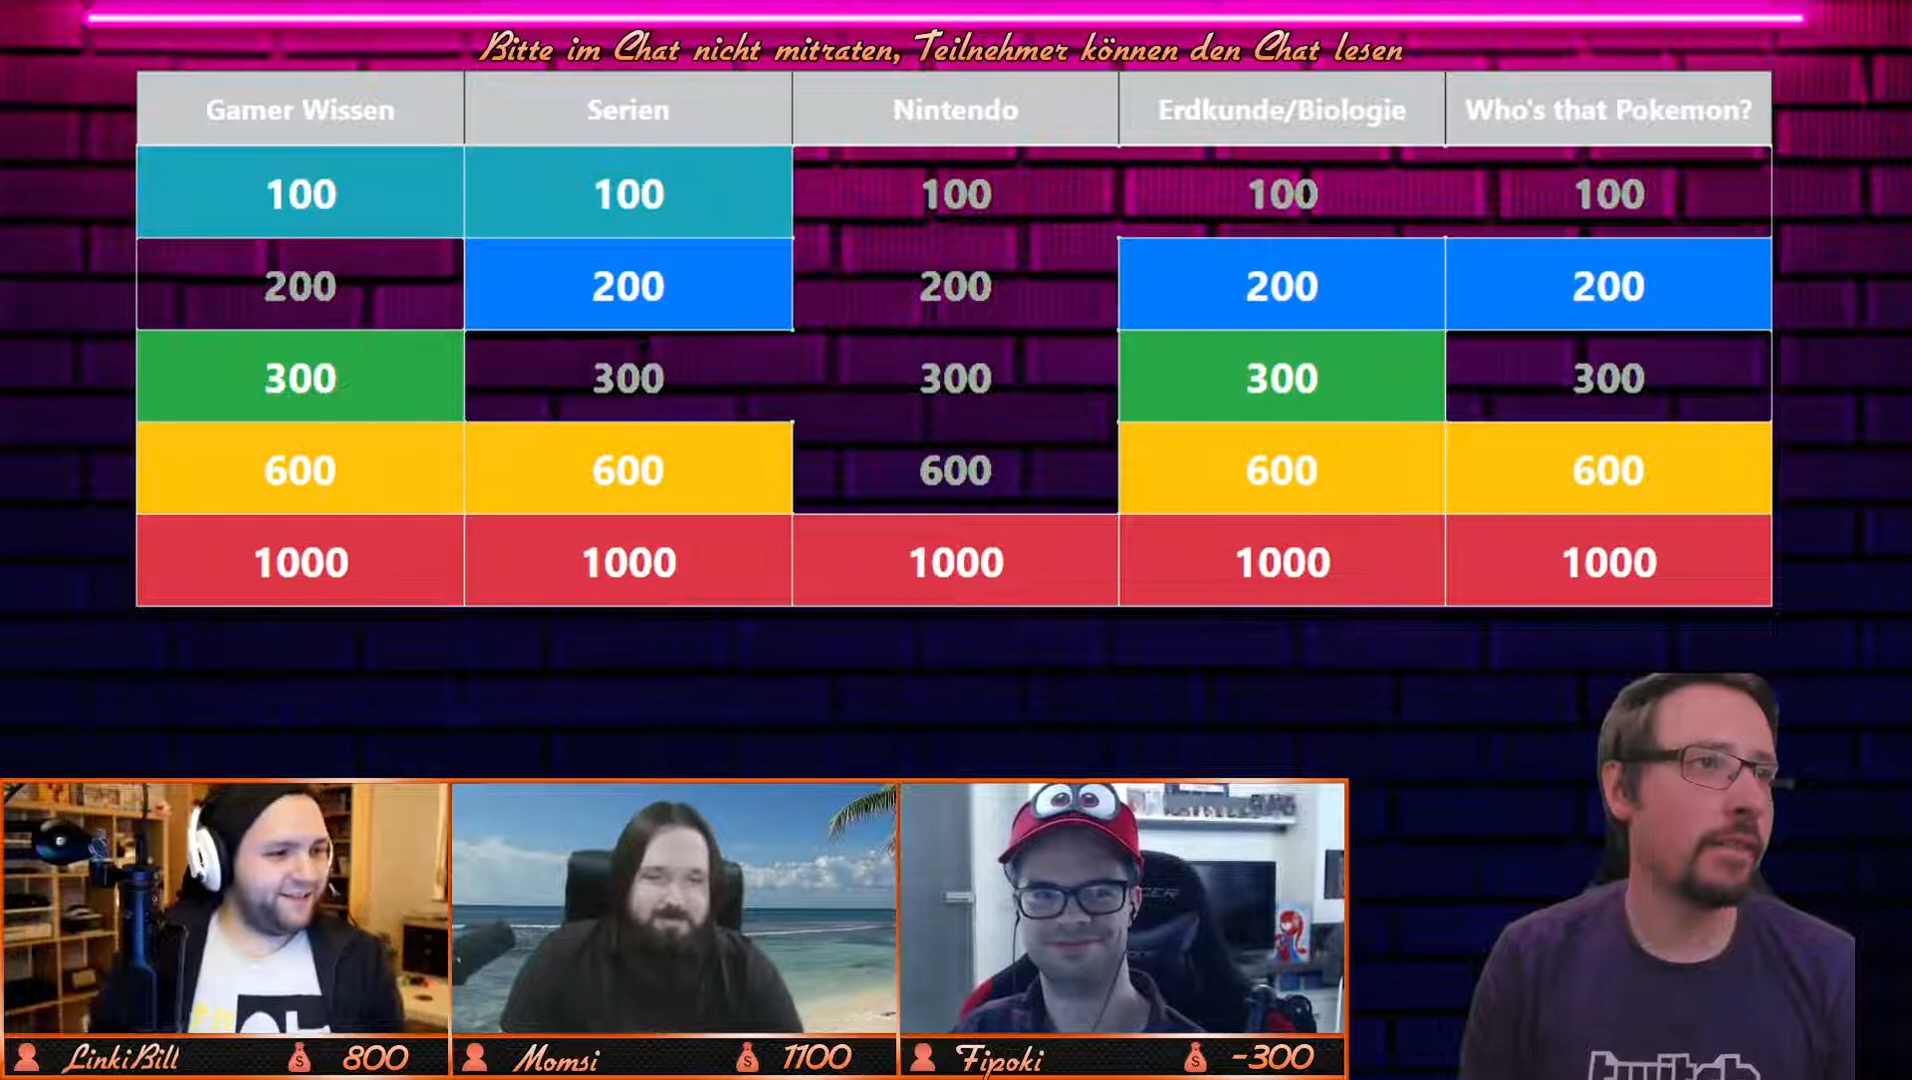 Bitte im Chat nicht mitraten, Teilnehmer können den Chat lesen
Gamer Wissen Serien Nintendo Erdkunde/Biologie Who's that Pokemon?
100 100 100 100 100
200 200 200 200 200
300 300 300 300 300
600 600 600 600 600
1000 1000 1000 1000 1000
LinkiBill 800 Momsi 1100 Fipoki -300
twitch